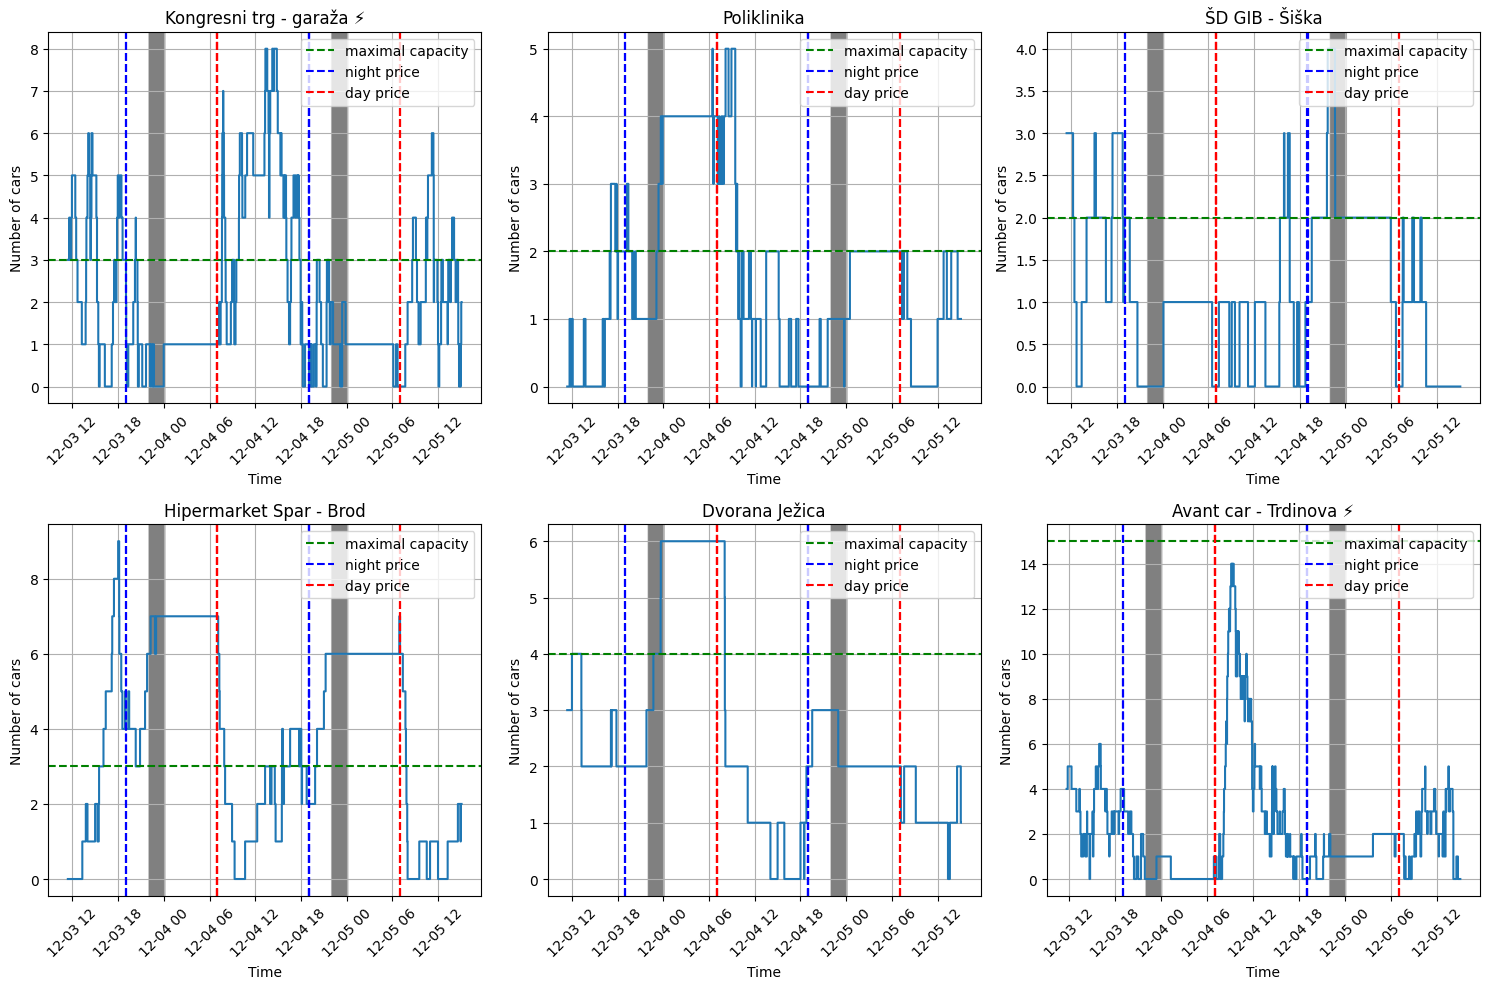 Kongresni trg - garaža ⚡
Number of cars
8
7
6
5
4
3
2
1
0
maximal capacity
night price
day price
12-03 12
12-03 18
12-04 00
12-04 06
12-04 12
12-04 18
12-05 00
12-05 06
12-05 12
Time
Poliklinika
Number of cars
5
4
3
2
1
0
maximal capacity
night price
day price
12-03 12
12-03 18
12-04 00
12-04 06
12-04 12
12-04 18
12-05 00
12-05 06
12-05 12
Time
ŠD GIB - Šiška
Number of cars
4.0
3.5
3.0
2.5
2.0
1.5
1.0
0.5
0.0
maximal capacity
night price
day price
12-03 12
12-03 18
12-04 00
12-04 06
12-04 12
12-04 18
12-05 00
12-05 06
12-05 12
Time
Hipermarket Spar - Brod
Number of cars
8
6
4
2
0
maximal capacity
night price
day price
12-03 12
12-03 18
12-04 00
12-04 06
12-04 12
12-04 18
12-05 00
12-05 06
12-05 12
Time
Dvorana Ježica
Number of cars
6
5
4
3
2
1
0
maximal capacity
night price
day price
12-03 12
12-03 18
12-04 00
12-04 06
12-04 12
12-04 18
12-05 00
12-05 06
12-05 12
Time
Avant car - Trdinova ⚡
Number of cars
14
12
10
8
6
4
2
0
maximal capacity
night price
day price
12-03 12
12-03 18
12-04 00
12-04 06
12-04 12
12-04 18
12-05 00
12-05 06
12-05 12
Time